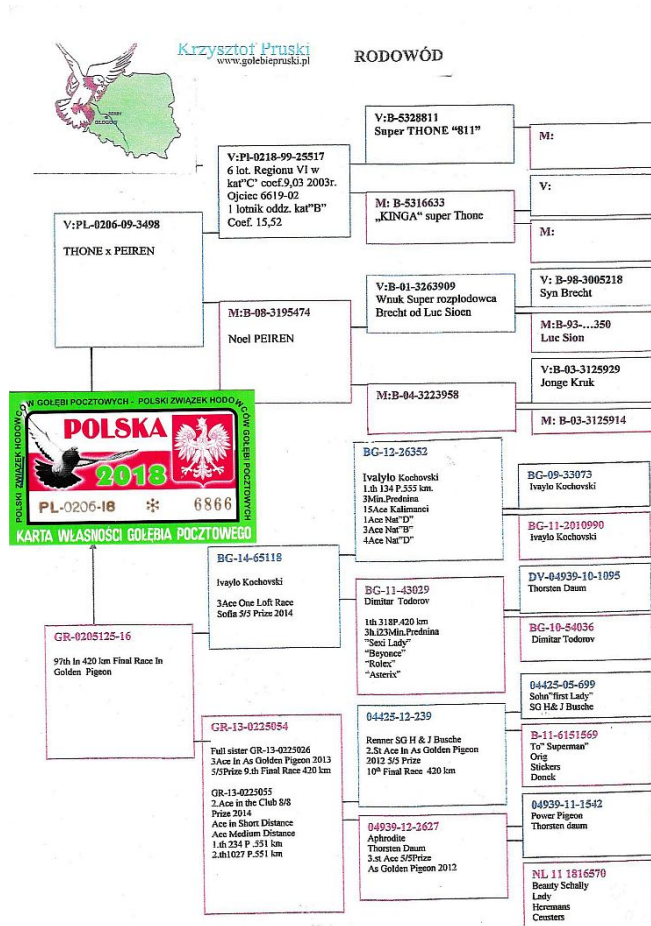 Krzysztof Pruski
www.golebiepruski.pl
RODOWÓD
V:B-5328811
Super THONE "811"
M:
V:Pl-0218-99-25517
6 lot. Regionu VI w
kat"C' coef.9,03 2003r.
Ojciec 6619-02
1 lotnik oddz. kat"B"
Coef. 15,52
V:
M: B-5316633
„KINGA" super Thone
V:PL-0206-09-3498
THONE x PEIREN
M:
V:B-01-3263909
Wnuk Super rozplodowca
Brecht od Luc Sioen
V: B-98-3005218
Syn Brecht
M:B-08-3195474
Noel PEIREN
M:B-93-...350
Luc Sion
V:B-03-3125929
Jonge Kruk
M:B-04-3223958
M: B-03-3125914
POLSKI ZWIĄZEK HODOWCÓW GOŁĘBI POCZTOWYCH - POLSKI ZWIĄZEK HODOWCÓW GOŁĘBI POCZTOWYCH
POLSKA
2018
PL-0206-18 * 6866
KARTA WŁASNOŚCI GOŁĘBIA POCZTOWEGO
BG-12-26352
Ivalylo Kochovski
1.th 134 P.555 km.
3Min.Prednina
15Ace Kalimanci
1Ace Nat"D"
3Ace Nat"B"
4Ace Nat"D"
BG-09-33073
Ivaylo Kochovski
BG-11-2010990
Ivaylo Kochovski
BG-14-65118
Ivaylo Kochovski
3Ace One Loft Race
Sofia 5/5 Prize 2014
BG-11-43029
Dimitar Todorov
1th 318P.420 km
3h.i23Min.Prednina
"Sexi Lady"
"Beyonce"
"Rolex"
"Asterix"
DV-04939-10-1095
Thorsten Daum
BG-10-54036
Dimitar Todorov
GR-0205125-16
97th In 420 km Final Race In
Golden Pigeon
04425-05-699
Sohn"first Lady"
SG H& J Busche
GR-13-0225054
Full sister GR-13-0225026
3Ace In As Golden Pigeon 2013
5/5Prize 9.th Final Race 420 km
GR-13-0225055
2.Ace in the Club 8/8
Prize 2014
Ace in Short Distance
Ace Medium Distance
1.th 234 P .551 km
2.th1027 P.551 km
04425-12-239
Renner SG H & J Busche
2.St Ace In As Golden Pigeon
2012 5/5 Prize
10th Final Race 420 km
B-11-6151569
To" Superman"
Orig
Stickers
Donek
04939-12-2627
Aphrodite
Thorsten Daum
3.st Ace 5/5Prize
As Golden Pigeon 2012
04939-11-1542
Power Pigeon
Thorsten daum
NL 11 1816570
Beauty Schally
Lady
Heremans
Ceusters